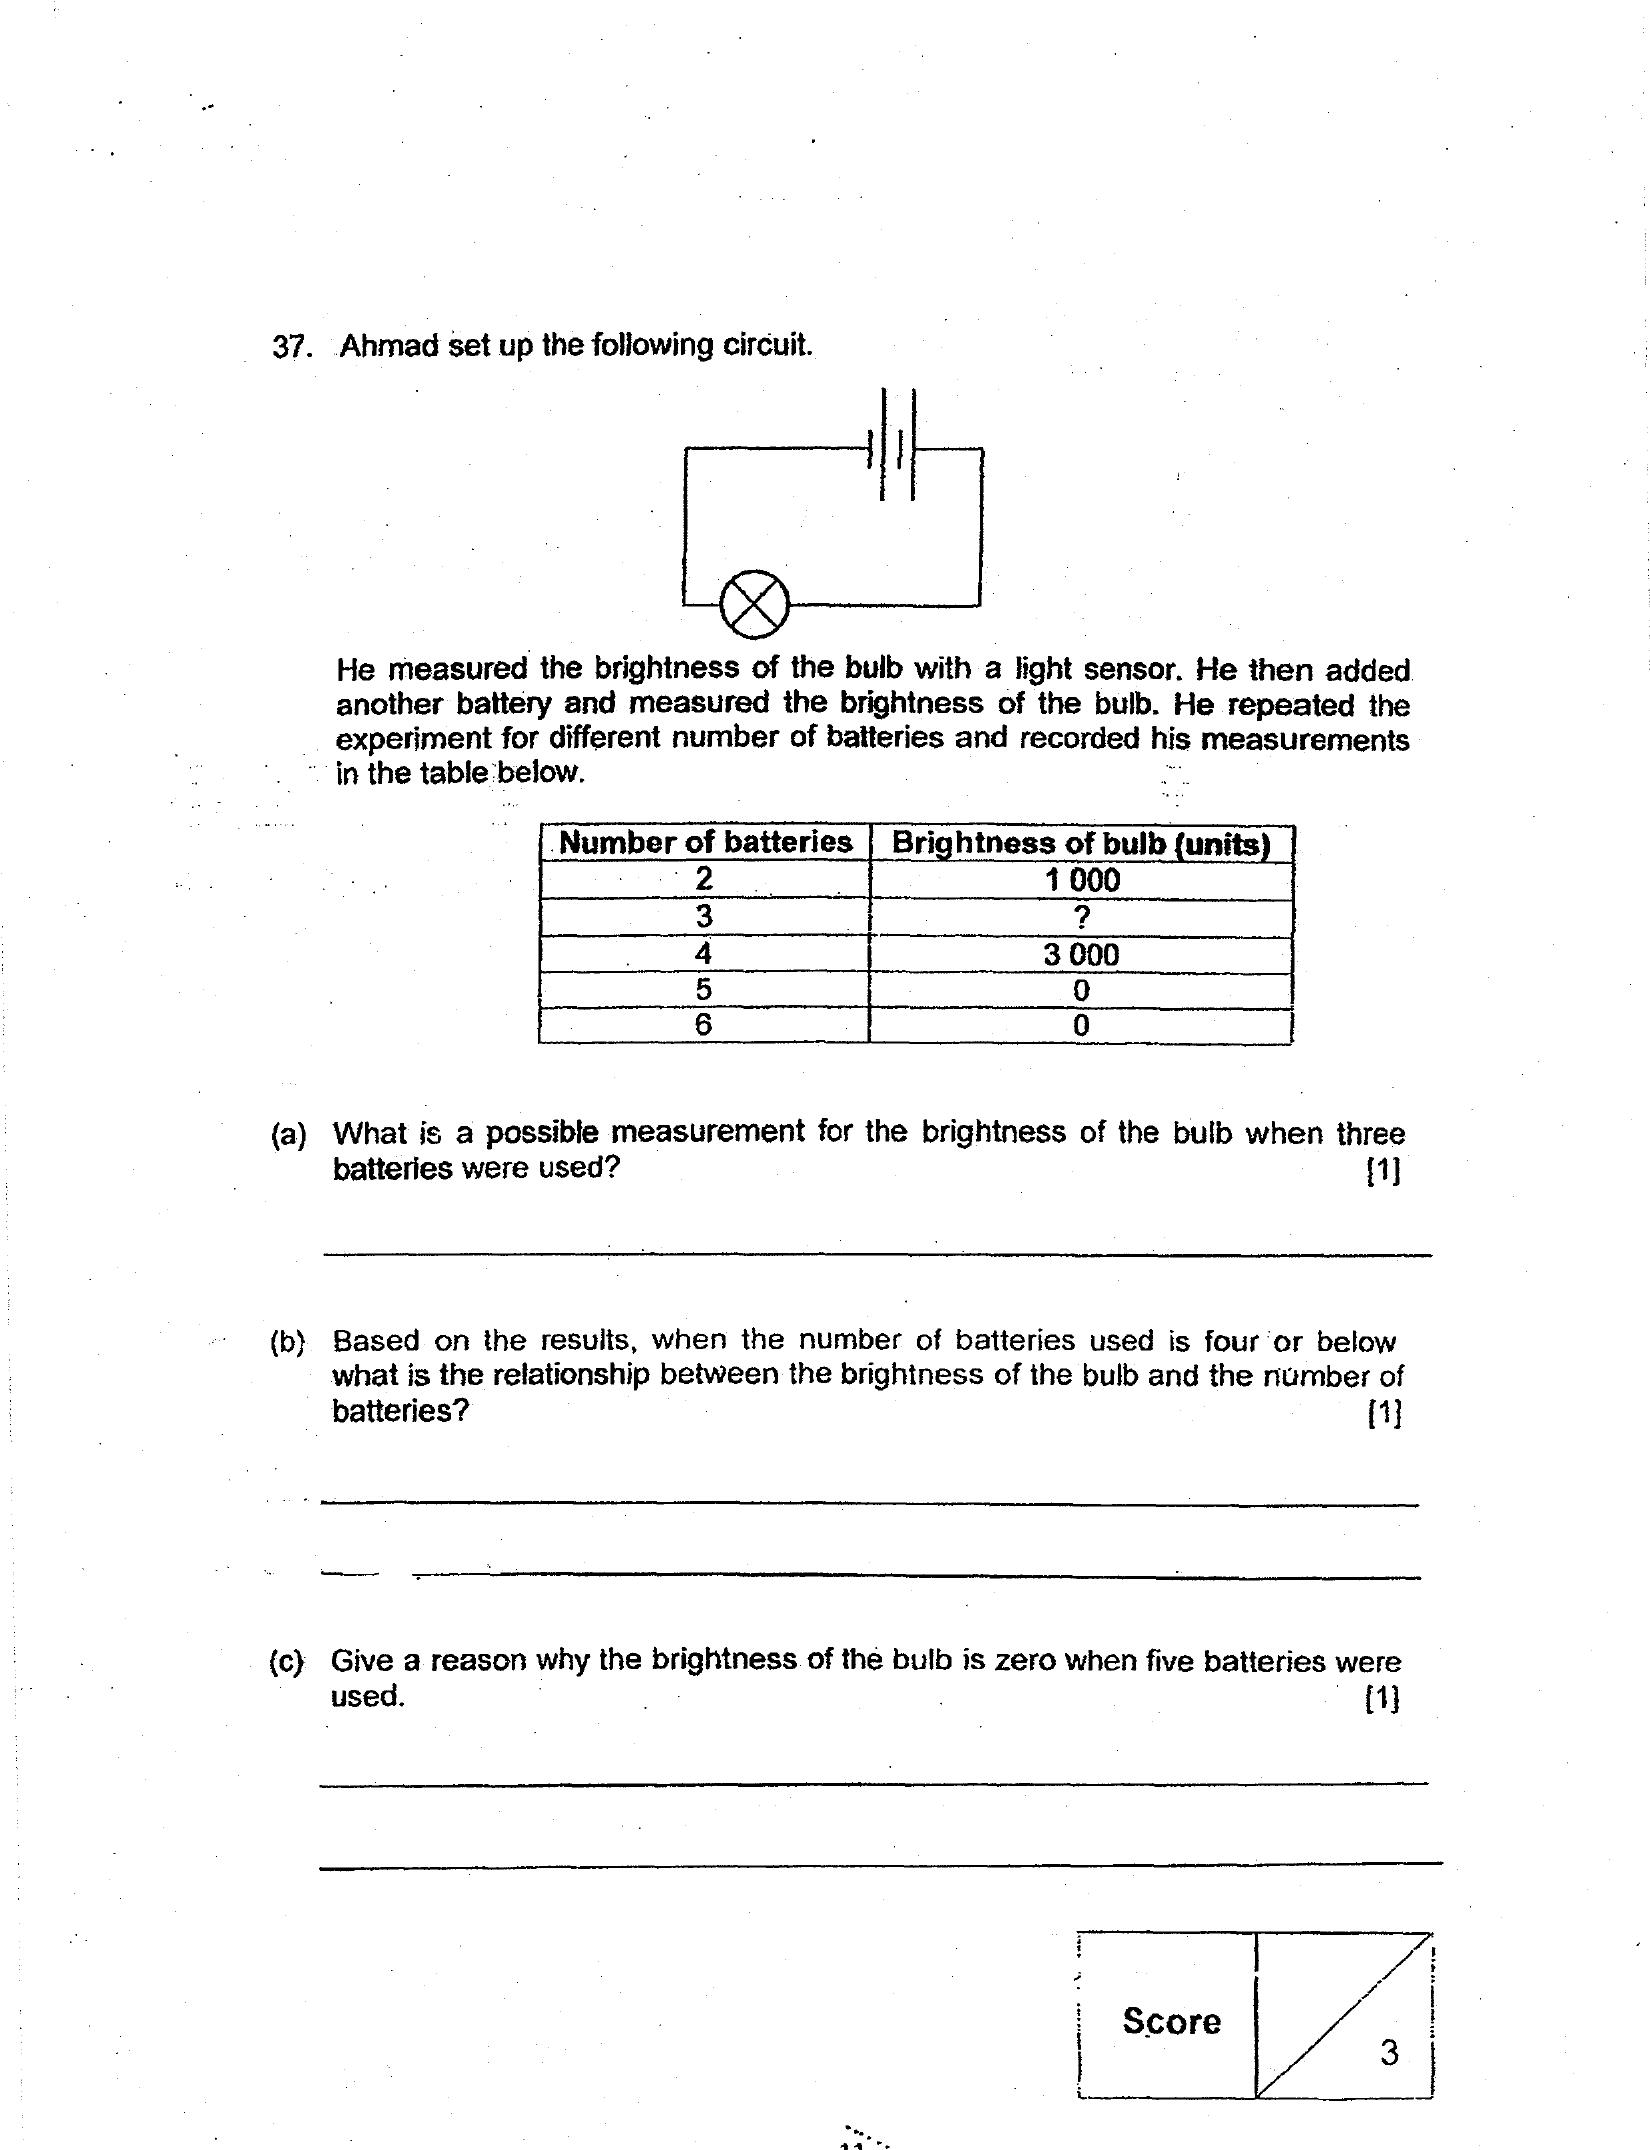 37. Ahmad set up the following circuit.
He measured the brightness of the bulb with a light sensor. He then added
another battery and measured the brightness of the bulb. He repeated the
experiment for different number of batteries and recorded his measurements
in the table below.
Number of batteries Brightness of bulb (units)
2 1 000
3 ?
4 3 000
5 0
6 0
(a) What is a possible measurement for the brightness of the bulb when three
batteries were used? [1]
(b) Based on the results, when the number of batteries used is four or below
what is the relationship between the brightness of the bulb and the number of
batteries? [1]
(c) Give a reason why the brightness of the bulb is zero when five batteries were
used. [1]
Score 3